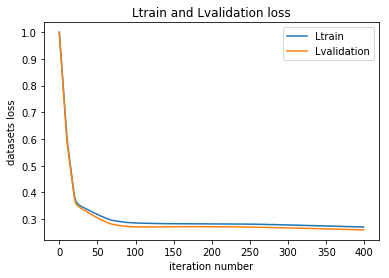 Ltrain and Lvalidation loss
Ltrain
Lvalidation
1.0
0.9
0.8
0.7
0.6
0.5
0.4
0.3
datasets loss
0 50 100 150 200 250 300 350 400
iteration number